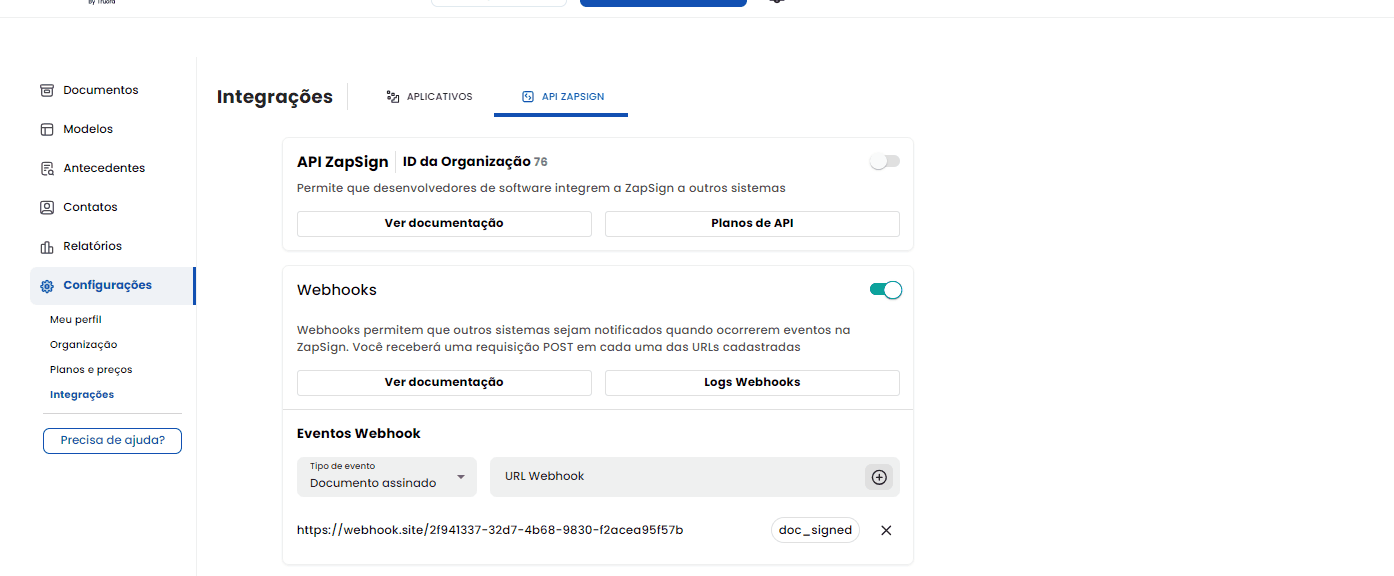 by Truora
Documentos
Modelos
Antecedentes
Contatos
Relatórios
Configurações
Meu perfil
Organização
Planos e preços
Integrações
Precisa de ajuda?
Integrações
APLICATIVOS
API ZAPSIGN
API ZapSign ID da Organização 76
Permite que desenvolvedores de software integrem a ZapSign a outros sistemas
Ver documentação
Planos de API
Webhooks
Webhooks permitem que outros sistemas sejam notificados quando ocorrerem eventos na
ZapSign. Você receberá uma requisição POST em cada uma das URLs cadastradas
Ver documentação
Logs Webhooks
Eventos Webhook
Tipo de evento
Documento assinado
URL Webhook
https://webhook.site/2f941337-32d7-4b68-9830-f2acea95f57b
doc_signed